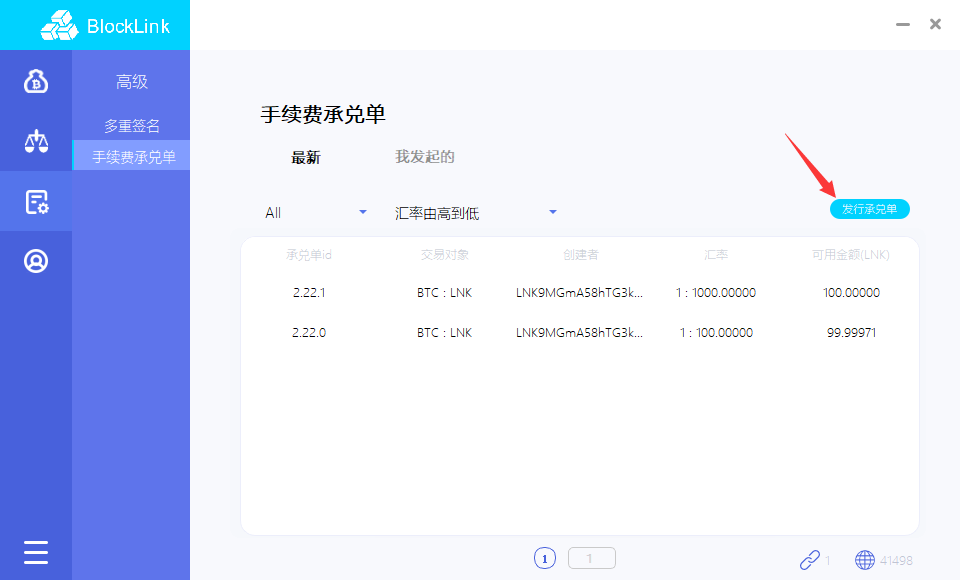 BlockLink
高级
多重签名
手续费承兑单
手续费承兑单
最新 我发起的
All 汇率由高到低 发行承兑单
承兑单id 交易对象 创建者 汇率 可用金额(LNK)
2.22.1 BTC : LNK LNK9MGmA58hTG3k... 1 : 1000.00000 100.00000
2.22.0 BTC : LNK LNK9MGmA58hTG3k... 1 : 100.00000 99.99971
1 1 1 41498